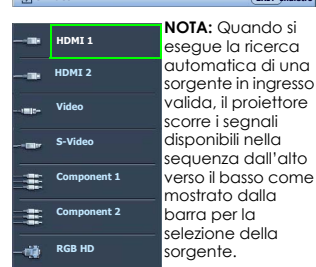 HDMI 1
HDMI 2
Video
S-Video
Component 1
Component 2
RGB HD
NOTA: Quando si
esegue la ricerca
automatica di una
sorgente in ingresso
valida, il proiettore
scorre i segnali
disponibili nella
sequenza dall’alto
verso il basso come
mostrato dalla
barra per la
selezione della
sorgente.